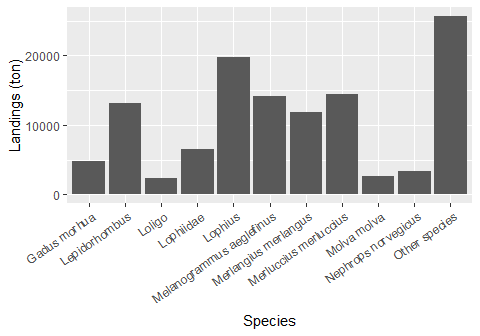 Landings (ton)
20000
10000
0
Gadus morhua
Lepidorhombus
Loligo
Lophiidae
Lophius
Melanogrammus aeglefinus
Merlangius merlangus
Merluccius merluccius
Molva molva
Nephrops norvegicus
Other species
Species